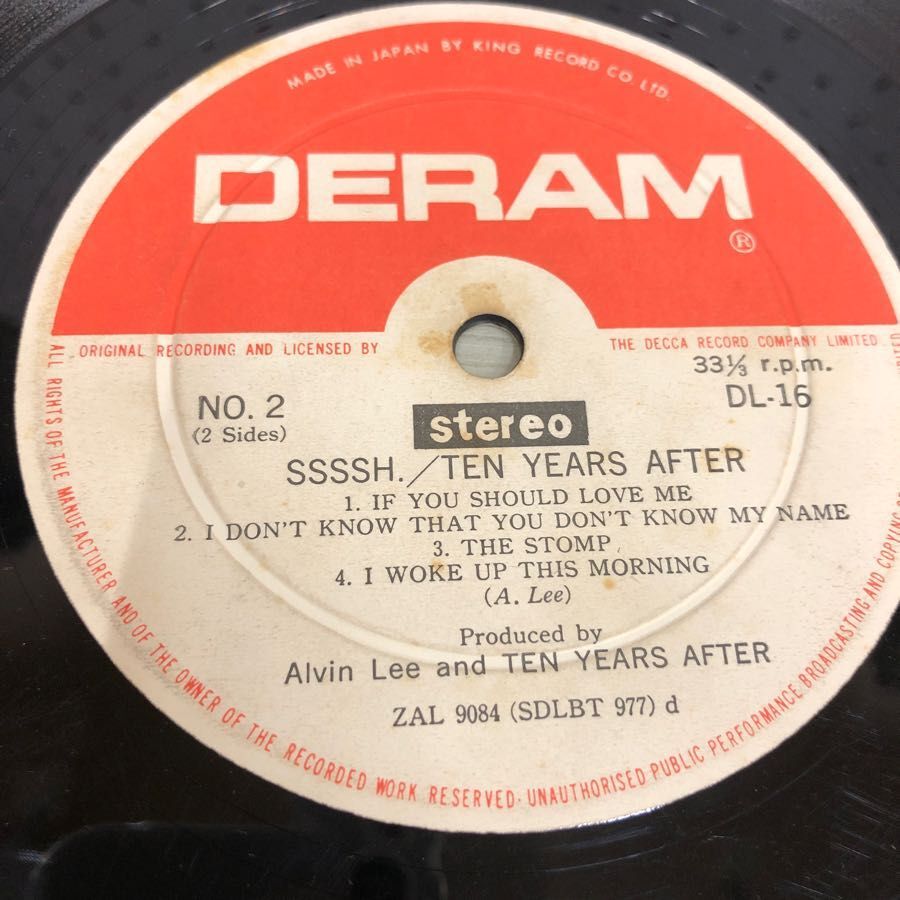 MADE IN JAPAN BY KING RECORD CO. LTD.
DERAM
®
ORIGINAL RECORDING AND LICENSED BY
THE DECCA RECORD COMPANY LIMITED.
33⅓ r.p.m.
NO. 2
DL-16
(2 Sides)
stereo
SSSSH./TEN YEARS AFTER
1. IF YOU SHOULD LOVE ME
2. I DON'T KNOW THAT YOU DON'T KNOW MY NAME
3. THE STOMP
4. I WOKE UP THIS MORNING
(A. Lee)
Produced by
Alvin Lee and TEN YEARS AFTER
ZAL 9084 (SDLBT 977) d
ALL RIGHTS OF THE MANUFACTURER AND OF THE OWNER OF THE RECORDED WORK RESERVED· UNAUTHORISED PUBLIC PERFORMANCE BROADCASTING AND COPYING